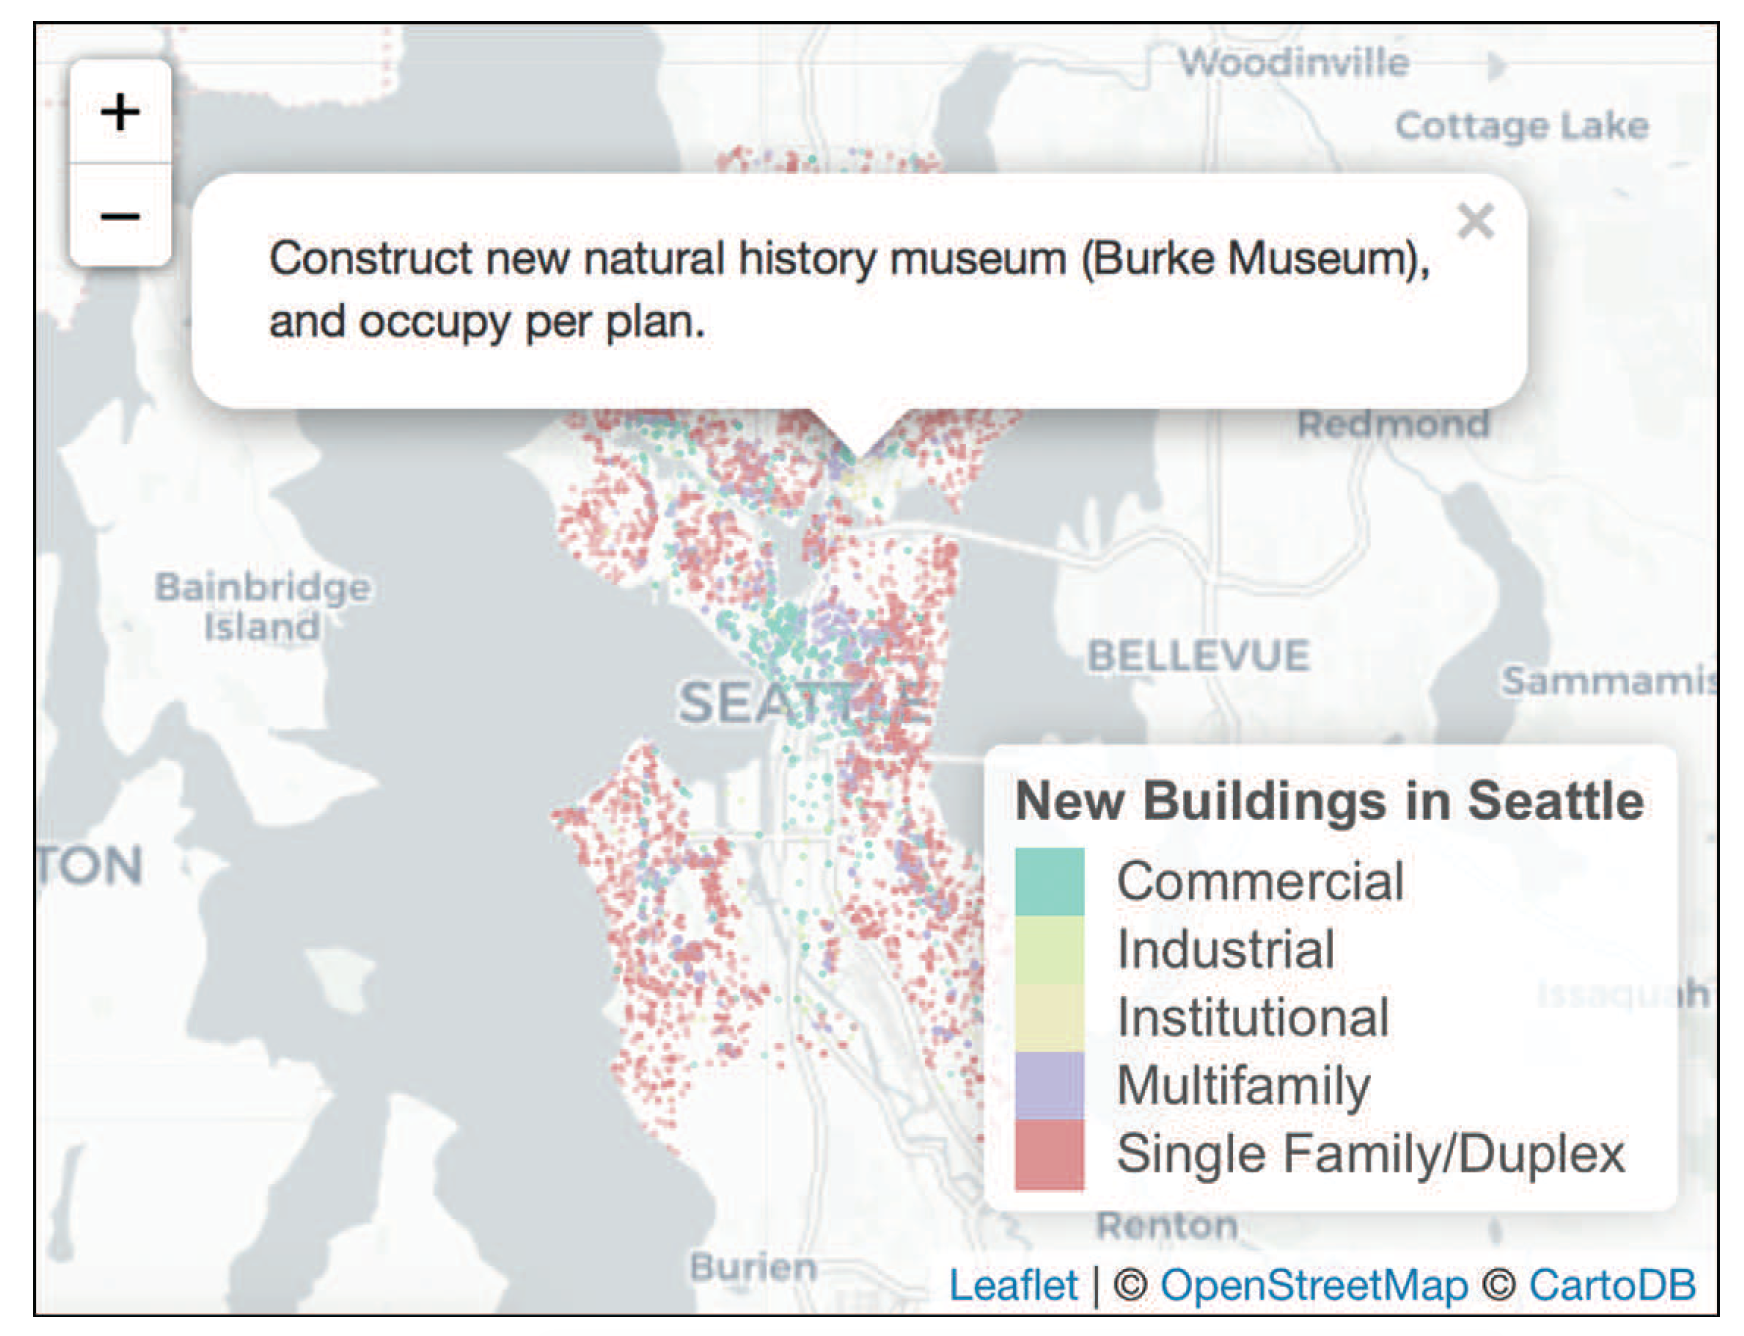 Woodinville
Cottage Lake
+
−
Construct new natural history museum (Burke Museum),
and occupy per plan.
×
Redmond
Bainbridge
Island
BELLEVUE
Sammamis
SEATTLE
New Buildings in Seattle
Commercial
Industrial
Institutional
Multifamily
Single Family/Duplex
TON
Issaquah
Renton
Burien
Leaflet | © OpenStreetMap © CartoDB